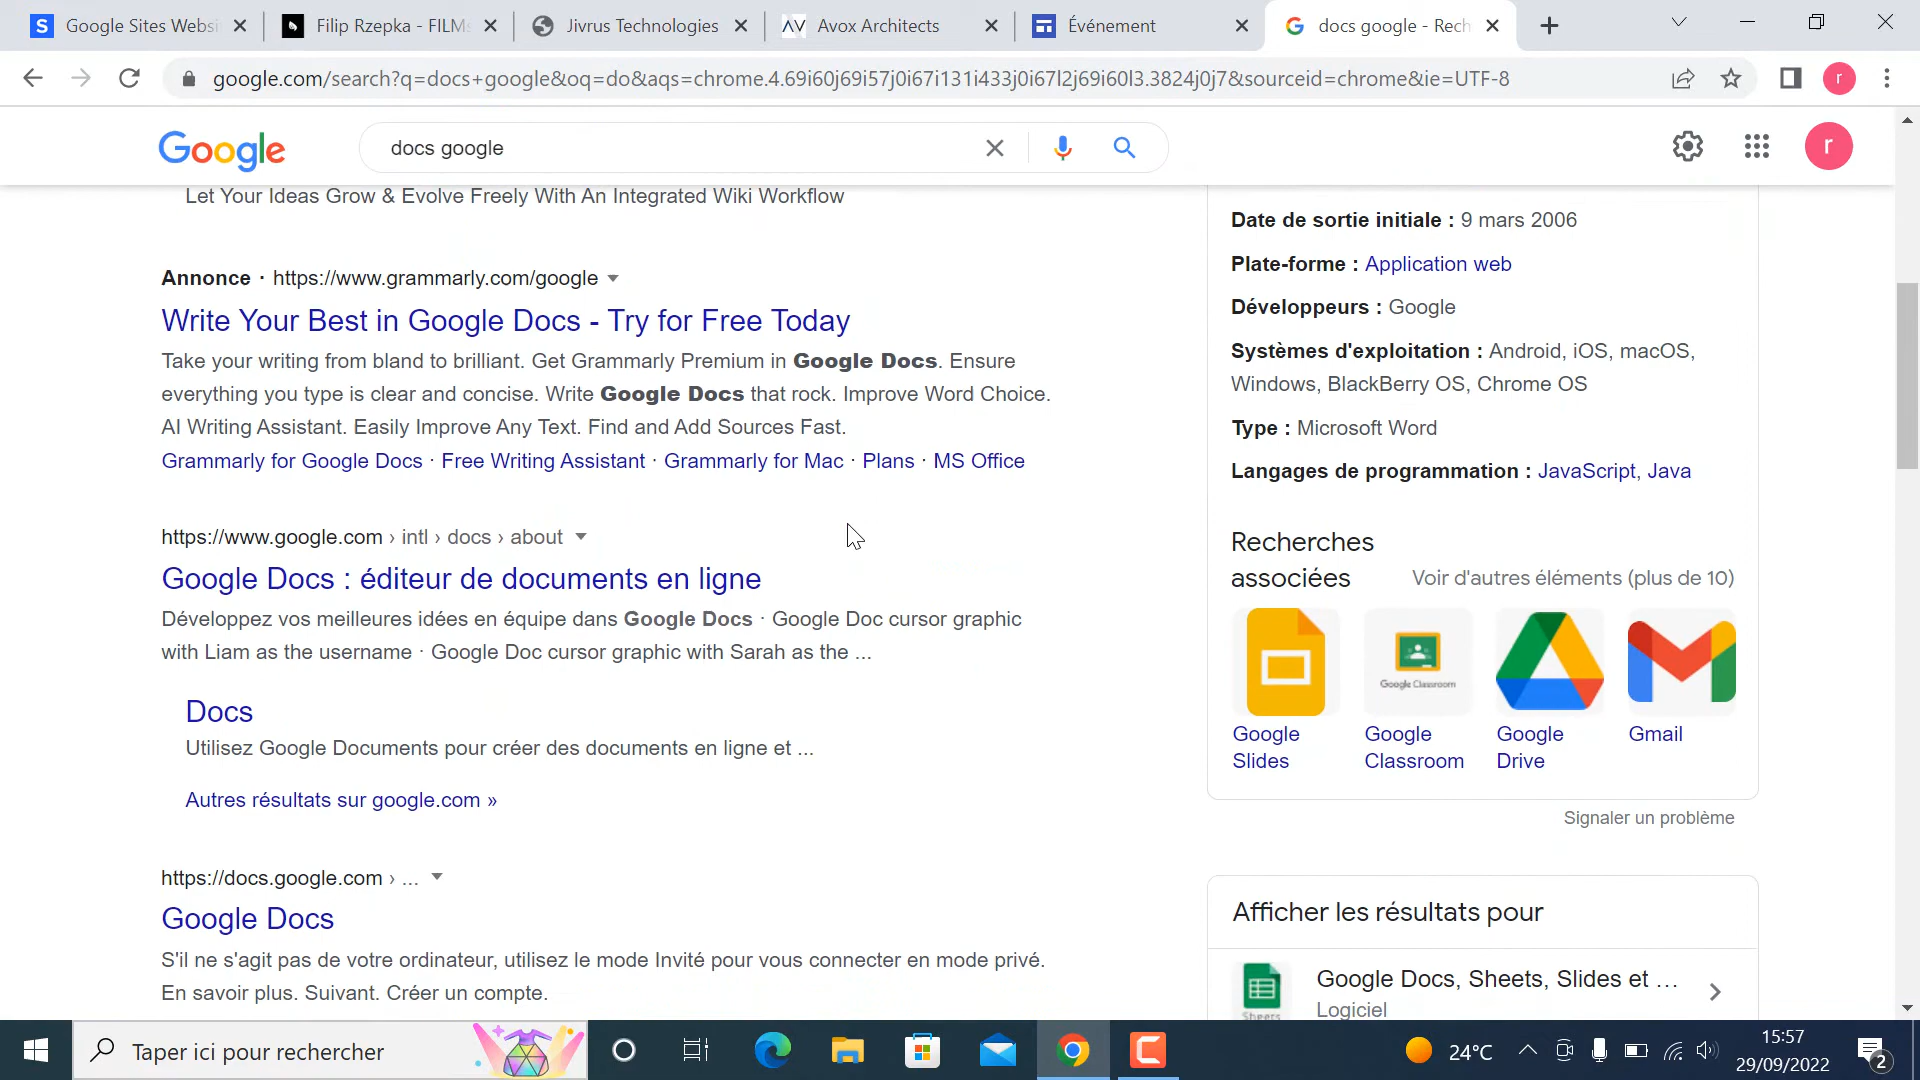 Google Sites Websi
Filip Rzepka - FILMs
Jivrus Technologies
Avox Architects
Événement
docs google - Rech
google.com/search?q=docs+google&oq=do&aqs=chrome.4.69i60j69i57j0i67i131i433j0i67l2j69i60l3.3824j0j7&sourceid=chrome&ie=UTF-8
r
Google
docs google
r
Let Your Ideas Grow & Evolve Freely With An Integrated Wiki Workflow
Annonce · https://www.grammarly.com/google
Write Your Best in Google Docs - Try for Free Today
Take your writing from bland to brilliant. Get Grammarly Premium in Google Docs. Ensure
everything you type is clear and concise. Write Google Docs that rock. Improve Word Choice.
AI Writing Assistant. Easily Improve Any Text. Find and Add Sources Fast.
Grammarly for Google Docs · Free Writing Assistant · Grammarly for Mac · Plans · MS Office
https://www.google.com › intl › docs › about
Google Docs : éditeur de documents en ligne
Développez vos meilleures idées en équipe dans Google Docs · Google Doc cursor graphic
with Liam as the username · Google Doc cursor graphic with Sarah as the ...
Docs
Utilisez Google Documents pour créer des documents en ligne et ...
Autres résultats sur google.com »
https://docs.google.com › ...
Google Docs
S'il ne s'agit pas de votre ordinateur, utilisez le mode Invité pour vous connecter en mode privé.
En savoir plus. Suivant. Créer un compte.
Date de sortie initiale : 9 mars 2006
Plate-forme : Application web
Développeurs : Google
Systèmes d'exploitation : Android, iOS, macOS,
Windows, BlackBerry OS, Chrome OS
Type : Microsoft Word
Langages de programmation : JavaScript, Java
Recherches
associées
Voir d'autres éléments (plus de 10)
Google Classroom
Google
Slides
Google
Classroom
Google
Drive
Gmail
Signaler un problème
Afficher les résultats pour
Sheets
Google Docs, Sheets, Slides et ...
Logiciel
Taper ici pour rechercher
24°C
15:57
29/09/2022
2